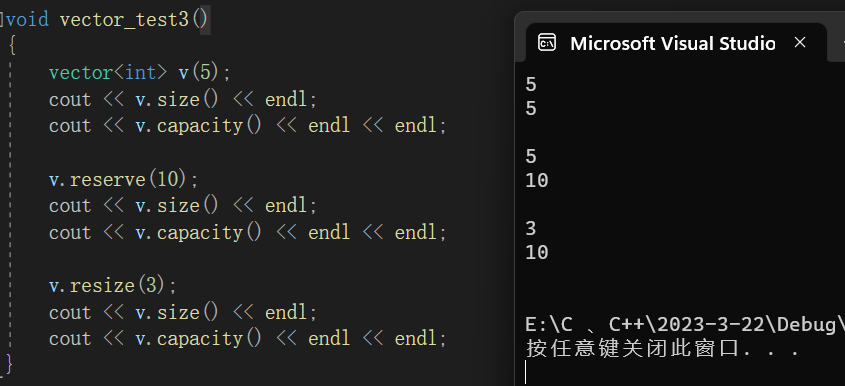 void vector_test3()
{
vector<int> v(5);
cout << v.size() << endl;
cout << v.capacity() << endl << endl;
v.reserve(10);
cout << v.size() << endl;
cout << v.capacity() << endl << endl;
v.resize(3);
cout << v.size() << endl;
cout << v.capacity() << endl << endl;
}
Microsoft Visual Studio
5
5
5
10
3
10
E:\C 、C++\2023-3-22\Debug\
按任意键关闭此窗口. . .